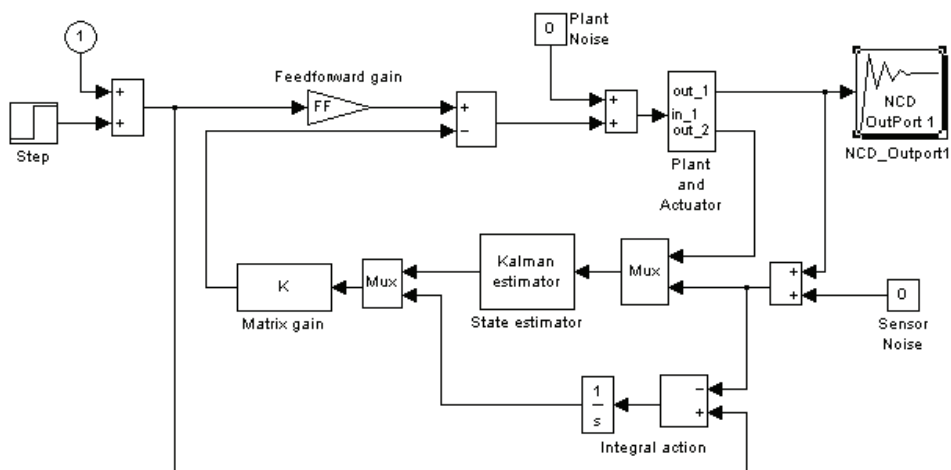 1
+
+
Step
Feedforward gain
FF
+
−
0
Plant
Noise
+
+
out_1
in_1
out_2
Plant
and
Actuator
NCD
OutPort 1
NCD_Outport1
K
Matrix gain
Mux
Kalman
estimator
State estimator
Mux
+
+
0
Sensor
Noise
1
s
−
+
Integral action